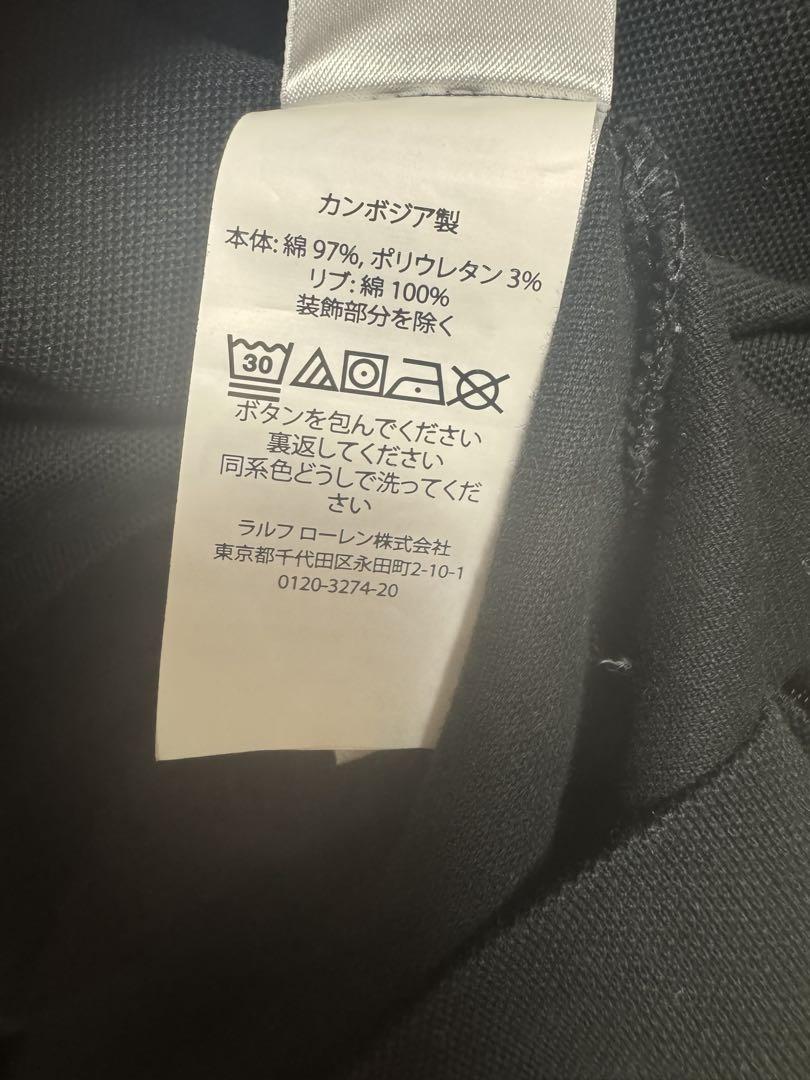 カンボジア製
本体: 綿 97%, ポリウレタン 3%
リブ: 綿 100%
装飾部分を除く
30
ボタンを包んでください
裏返してください
同系色どうしで洗ってくだ
さい
ラルフ ローレン株式会社
東京都千代田区永田町2-10-1
0120-3274-20